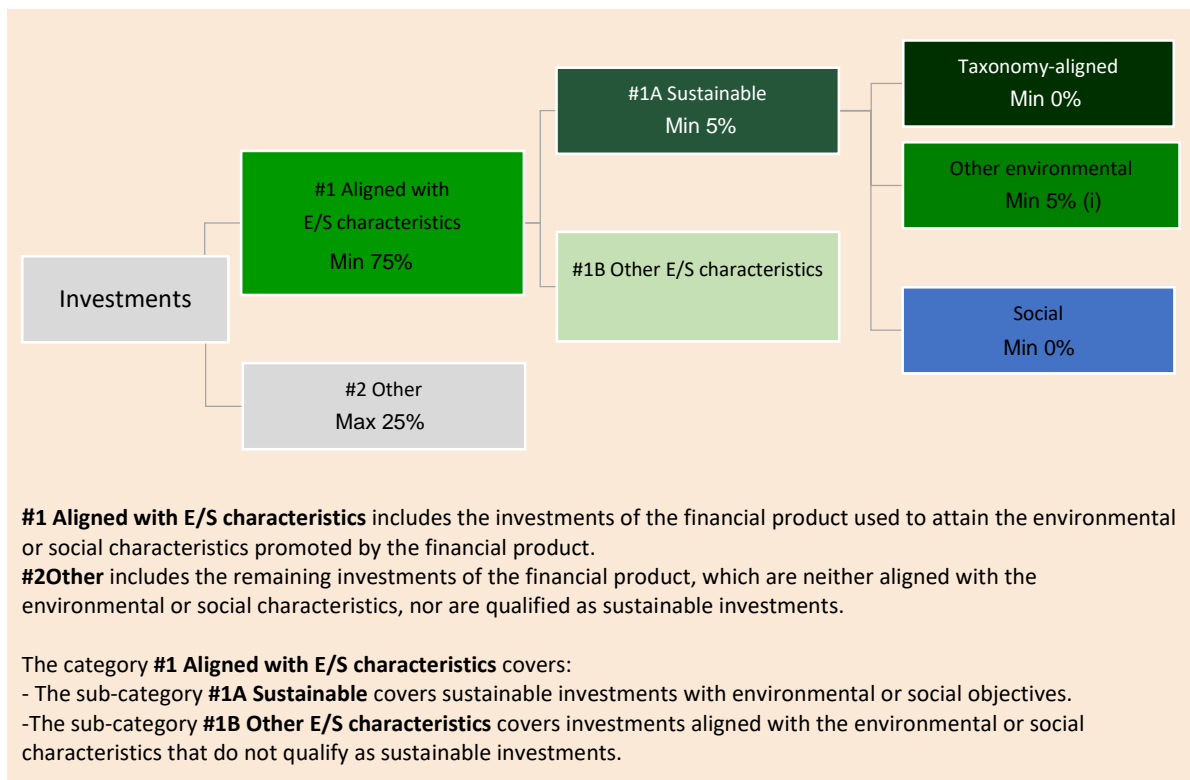 Investments
#1 Aligned with
E/S characteristics
Min 75%
#2 Other
Max 25%
#1A Sustainable
Min 5%
#1B Other E/S characteristics
Taxonomy-aligned
Min 0%
Other environmental
Min 5% (i)
Social
Min 0%
#1 Aligned with E/S characteristics includes the investments of the financial product used to attain the environmental
or social characteristics promoted by the financial product.
#2Other includes the remaining investments of the financial product, which are neither aligned with the
environmental or social characteristics, nor are qualified as sustainable investments.
The category #1 Aligned with E/S characteristics covers:
- The sub-category #1A Sustainable covers sustainable investments with environmental or social objectives.
-The sub-category #1B Other E/S characteristics covers investments aligned with the environmental or social
characteristics that do not qualify as sustainable investments.